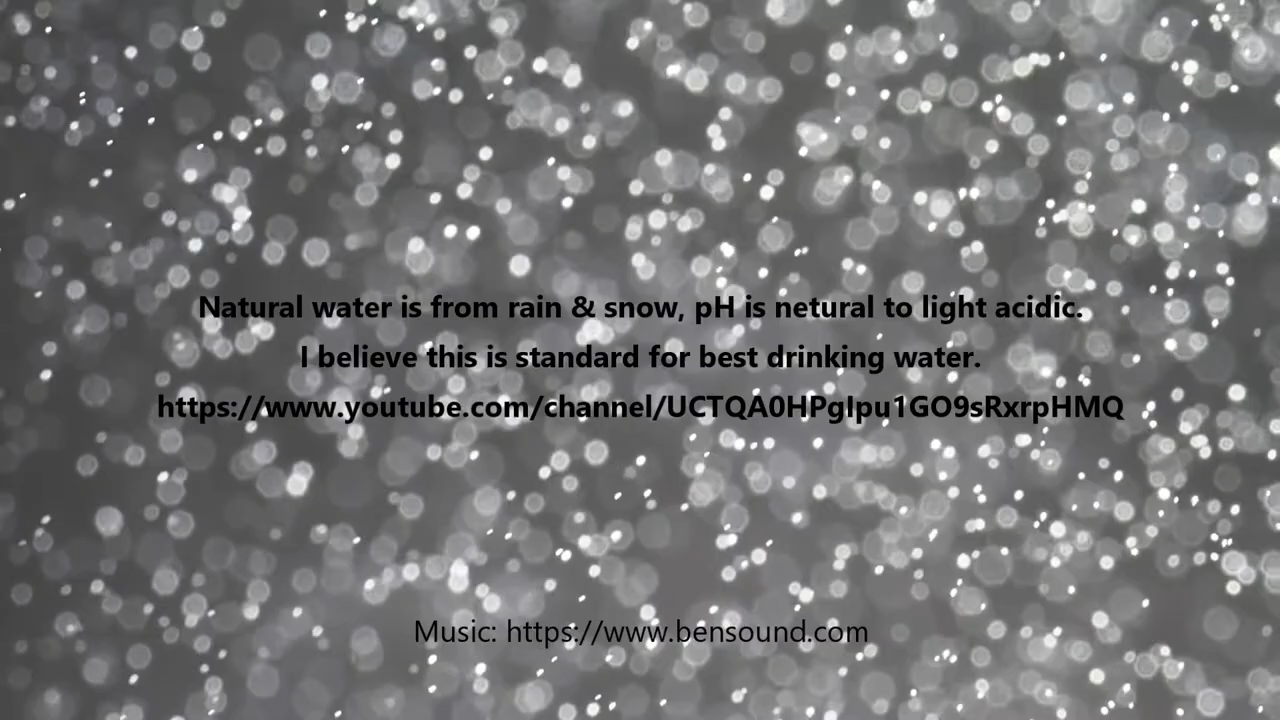 Natural water is from rain & snow, pH is netural to light acidic.
I believe this is standard for best drinking water.
https://www.youtube.com/channel/UCTQA0HPgIpu1GO9sRxrpHMQ
Music: https://www.bensound.com